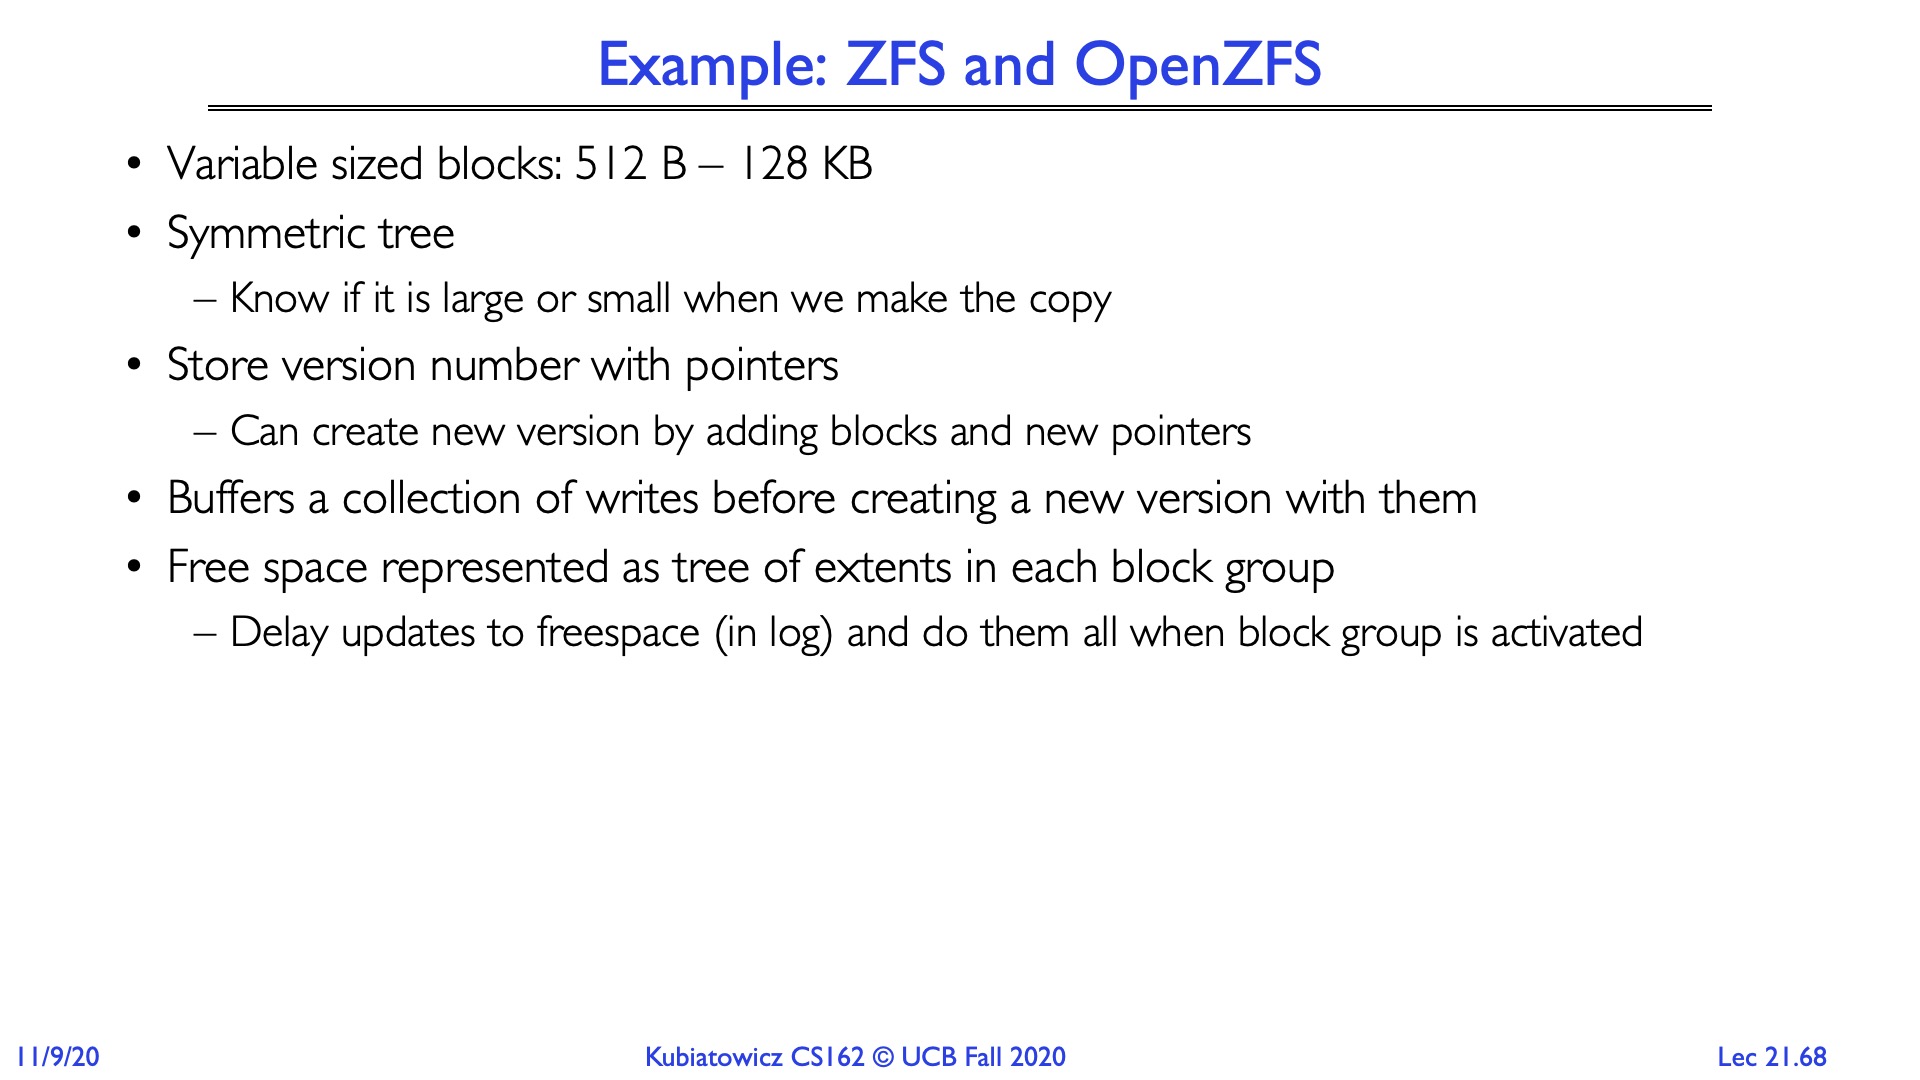 Example: ZFS and OpenZFS
• Variable sized blocks: 512 B – 128 KB
• Symmetric tree
– Know if it is large or small when we make the copy
• Store version number with pointers
– Can create new version by adding blocks and new pointers
• Buffers a collection of writes before creating a new version with them
• Free space represented as tree of extents in each block group
– Delay updates to freespace (in log) and do them all when block group is activated
11/9/20
Kubiatowicz CS162 © UCB Fall 2020
Lec 21.68